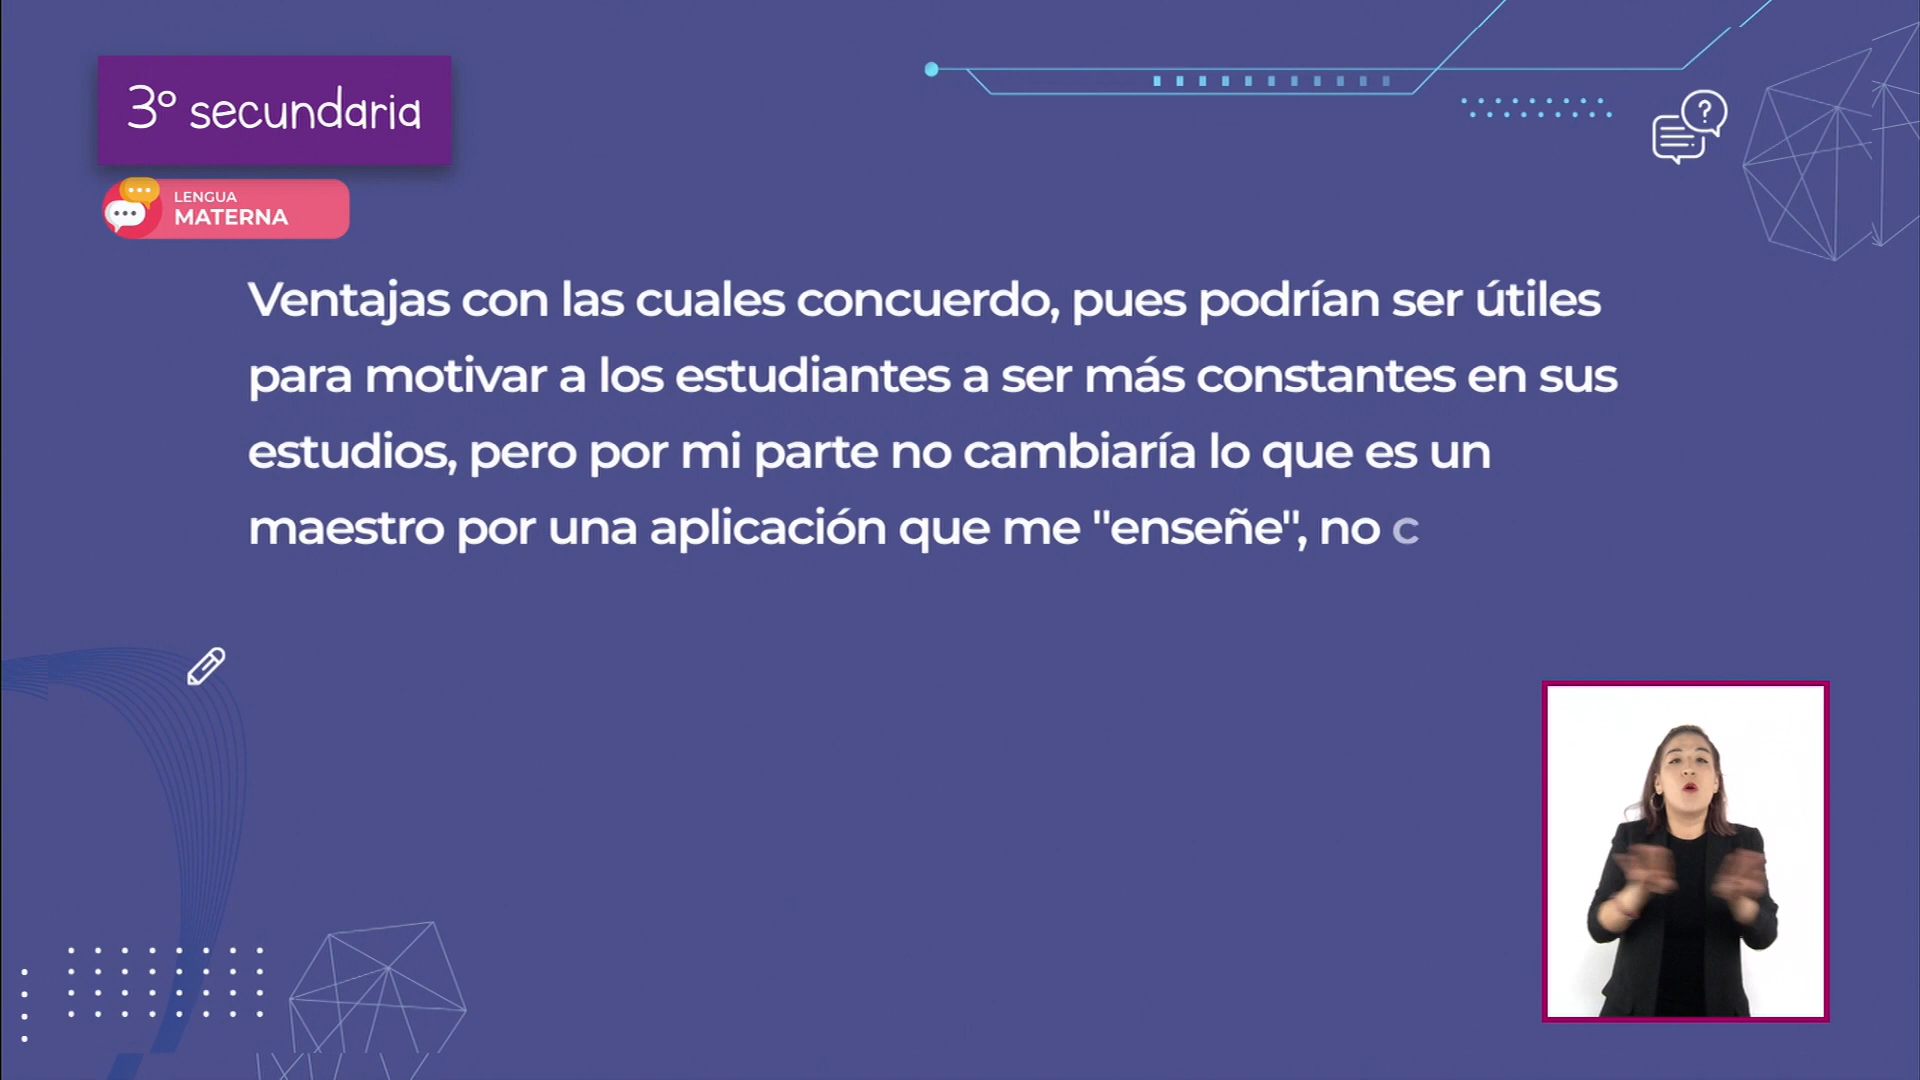 3° secundaria
LENGUA
MATERNA
Ventajas con las cuales concuerdo, pues podrían ser útiles
para motivar a los estudiantes a ser más constantes en sus
estudios, pero por mi parte no cambiaría lo que es un
maestro por una aplicación que me "enseñe", no c